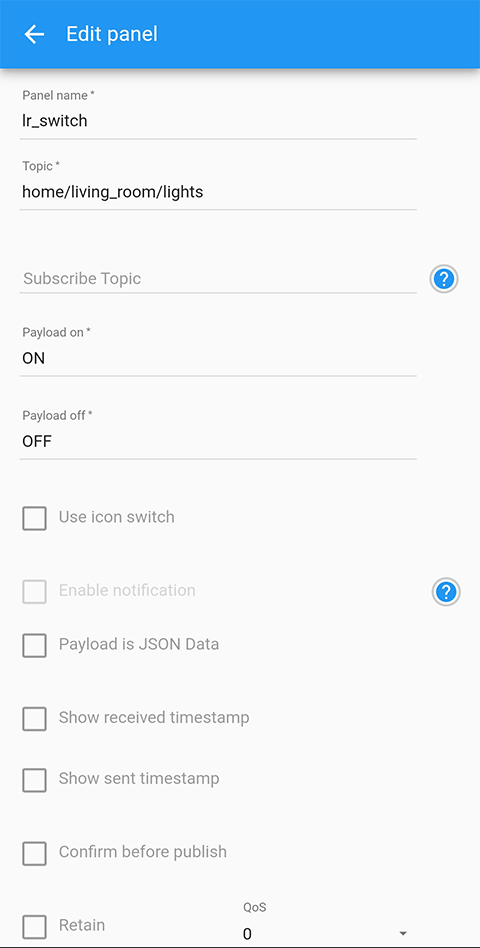 Edit panel
Panel name *
lr_switch
Topic *
home/living_room/lights
Subscribe Topic
?
Payload on *
ON
Payload off *
OFF
Use icon switch
Enable notification
?
Payload is JSON Data
Show received timestamp
Show sent timestamp
Confirm before publish
QoS
Retain
0